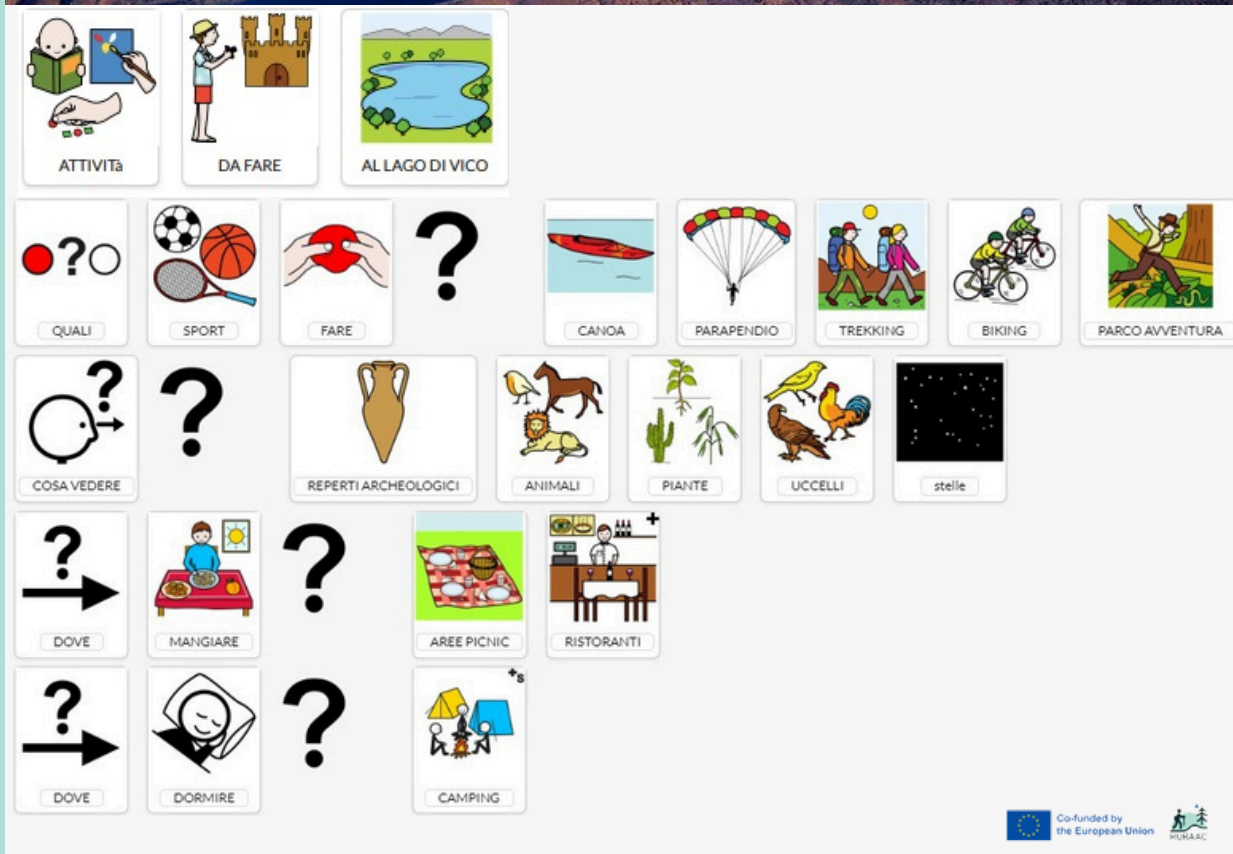 ATTIVITà DA FARE AL LAGO DI VICO
QUALI SPORT FARE ? CANOA PARAPENDIO TREKKING BIKING PARCO AVVENTURA
COSA VEDERE ? REPERTI ARCHEOLOGICI ANIMALI PIANTE UCCELLI stelle
DOVE MANGIARE ? AREE PICNIC RISTORANTI
DOVE DORMIRE ? CAMPING
Co-funded by
the European Union
HURAAC